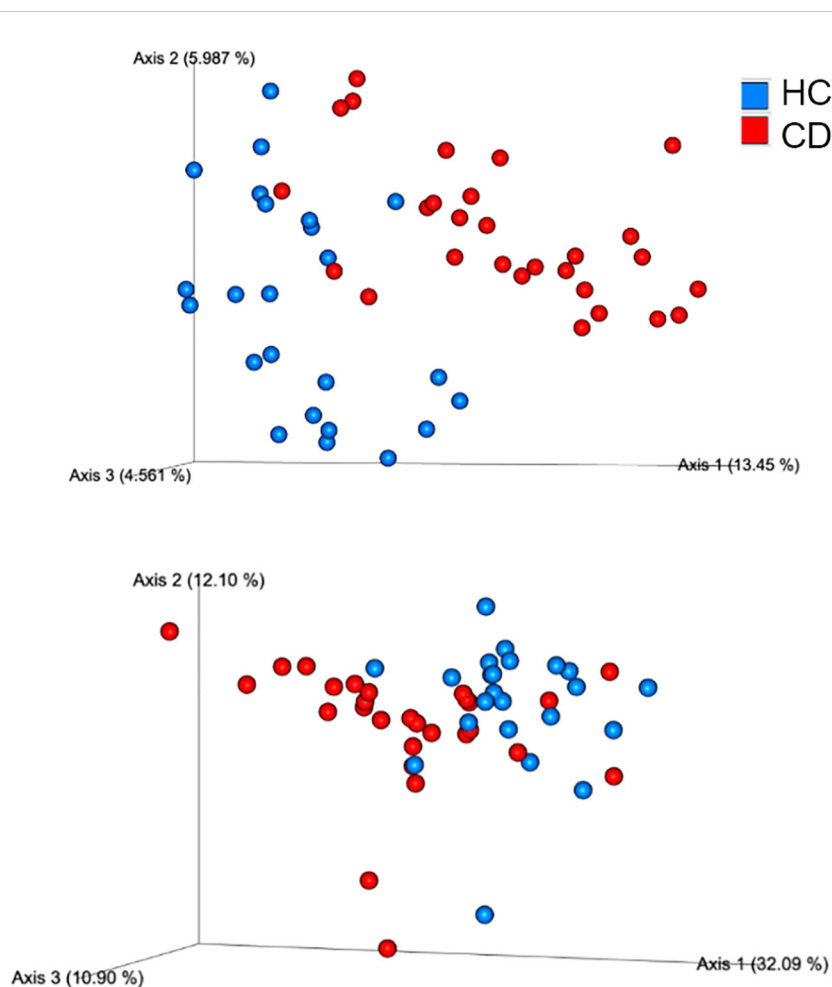 Axis 2 (5.987 %)
HC
CD
Axis 3 (4.561 %)
Axis 1 (13.45 %)
Axis 2 (12.10 %)
Axis 1 (32.09 %)
Axis 3 (10.90 %)